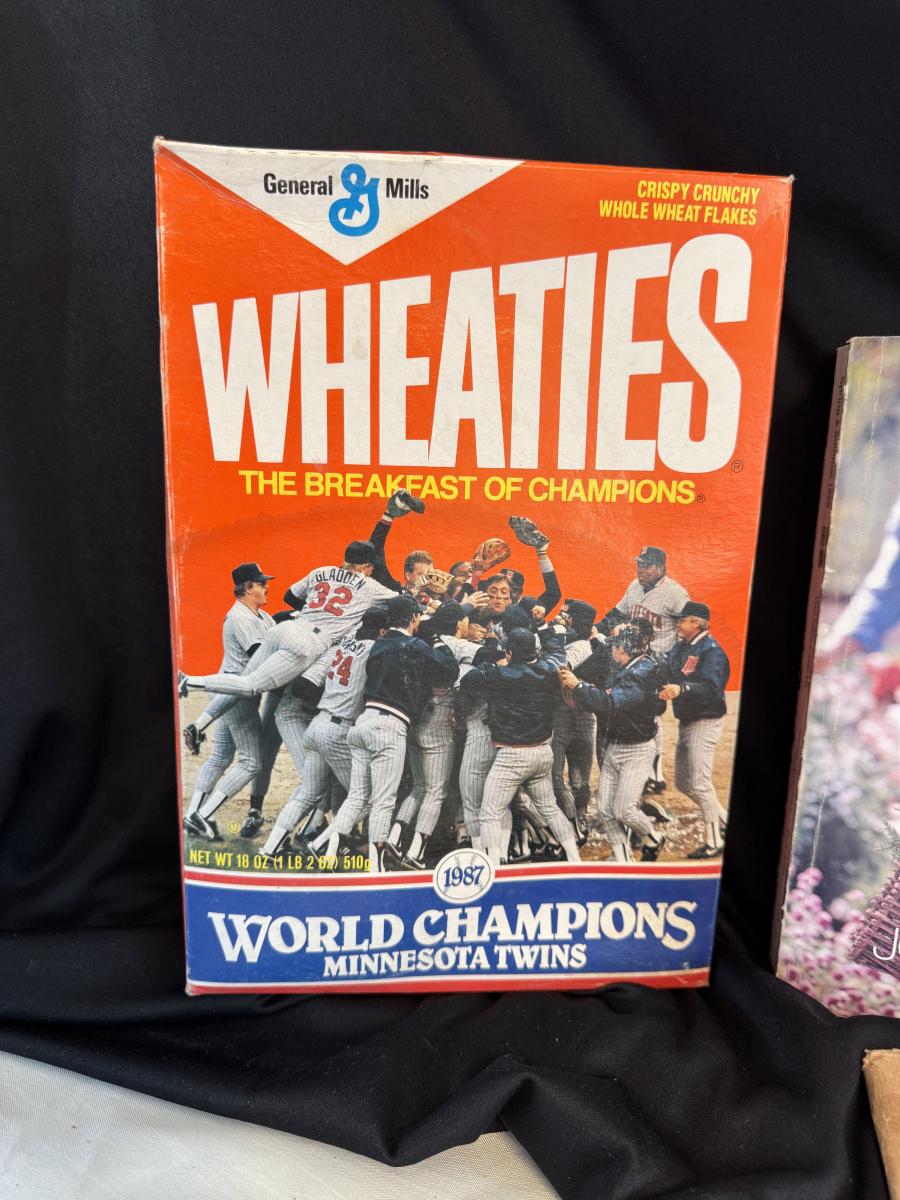 General Mills
CRISPY CRUNCHY
WHOLE WHEAT FLAKES
WHEATIES®
THE BREAKFAST OF CHAMPIONS®
GLADDEN
32
24
NET WT 18 OZ (1 LB 2 OZ) 510g
1987
WORLD CHAMPIONS
MINNESOTA TWINS